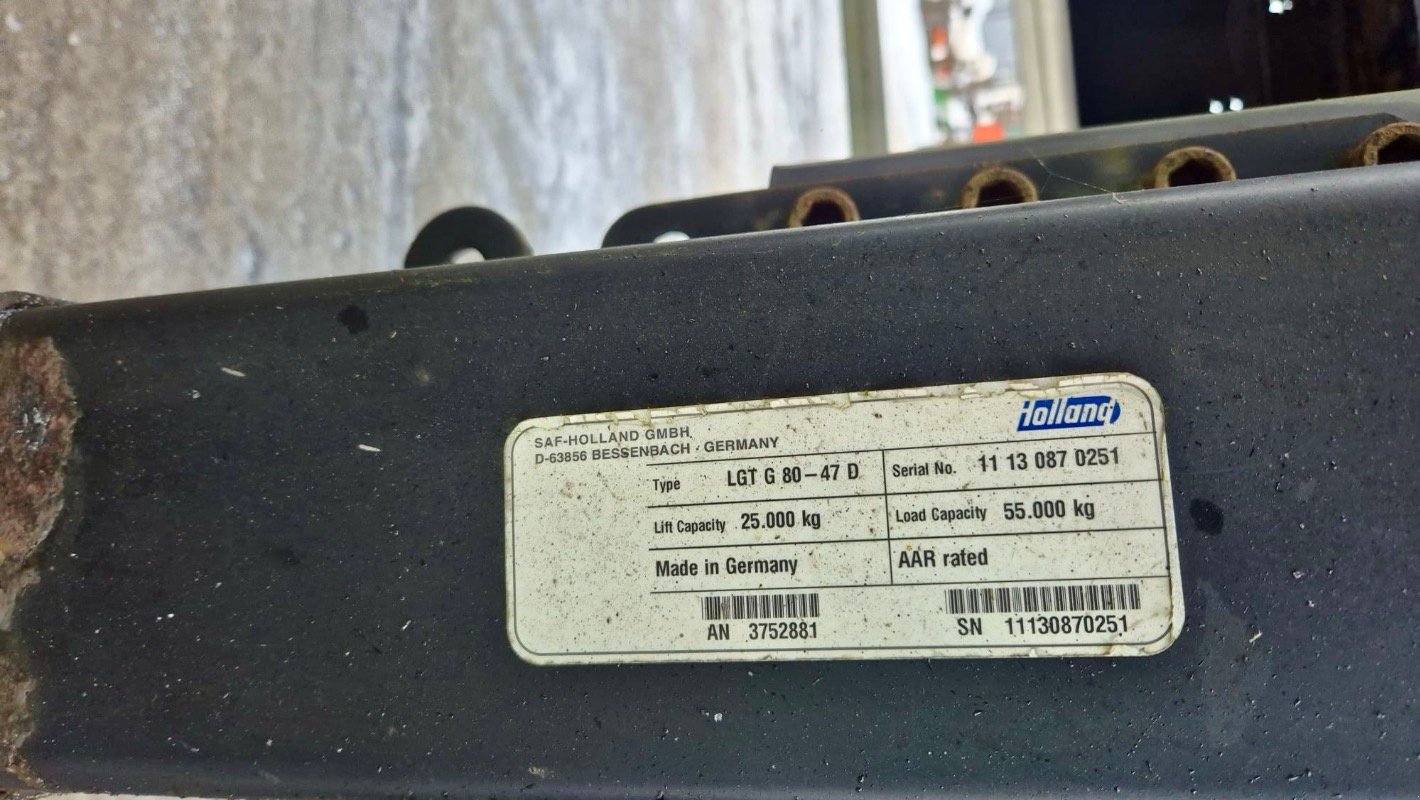 SAF-HOLLAND GMBH
D-63856 BESSENBACH · GERMANY
Holland
Type LGT G 80-47 D Serial No. 11 13 087 0251
Lift Capacity 25.000 kg Load Capacity 55.000 kg
Made in Germany AAR rated
AN 3752881 SN 11130870251